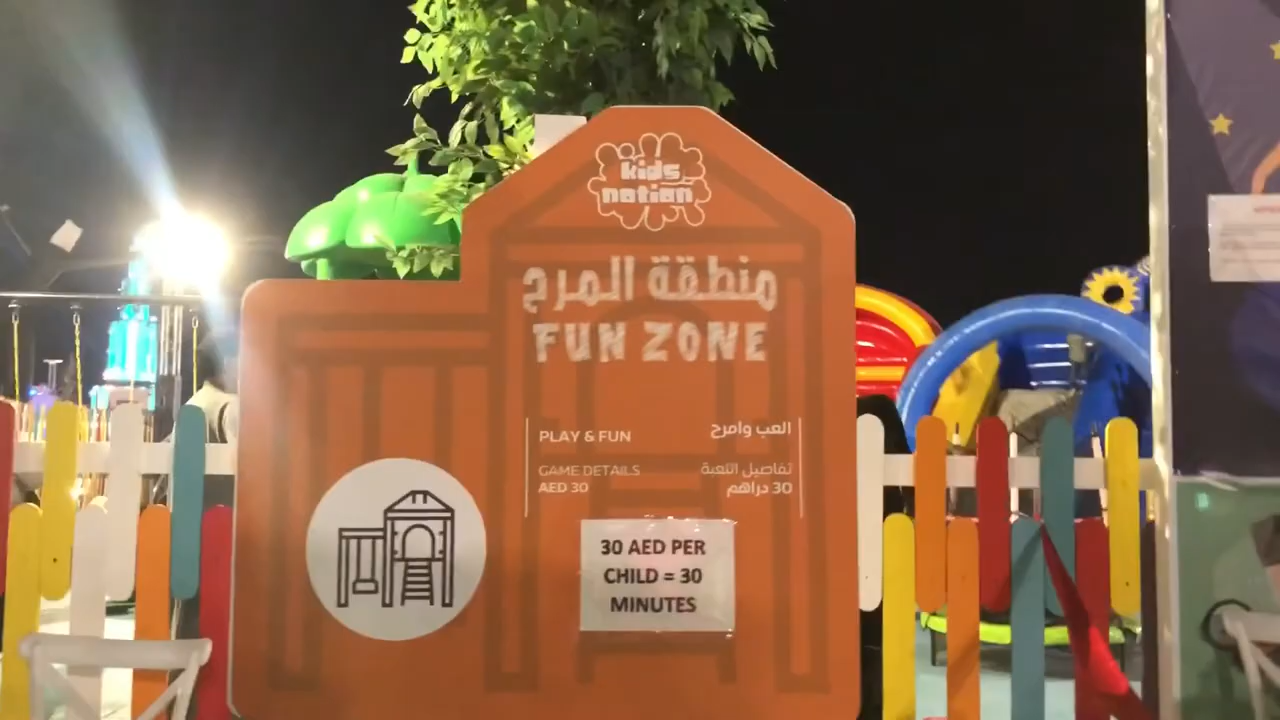 kids
nation
منطقة المرح
FUN ZONE
PLAY & FUN
العب وامرح
GAME DETAILS
تفاصيل اللعبة
AED 30
30 دراهم
30 AED PER
CHILD = 30
MINUTES